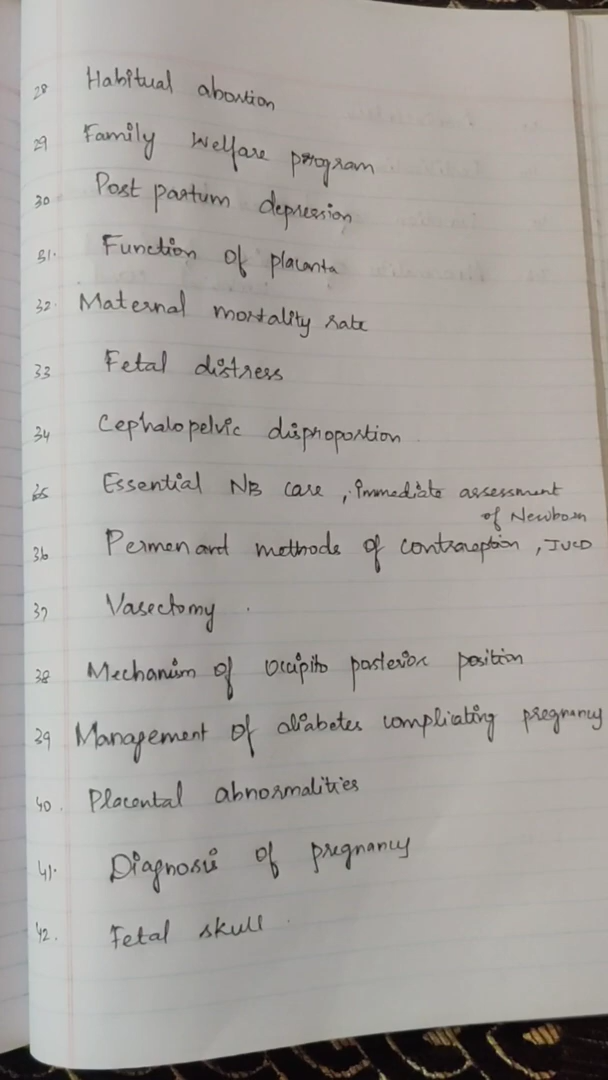 28 Habitual abortion
29 Family Welfare program
30 Post partum depression
31. Function of placenta
32. Maternal mortality rate
33 Fetal distress
34 Cephalopelvic disproportion
35 Essential NB care, immediate assessment
of Newborn
36 Permenant methode of contraception, IUCD
37 Vasectomy.
38 Mechanism of occipito posterior position
39 Management of diabetes compliating pregnancy
40. Placental abnormalities
41. Diagnosis of pregnancy
42. Fetal skull.